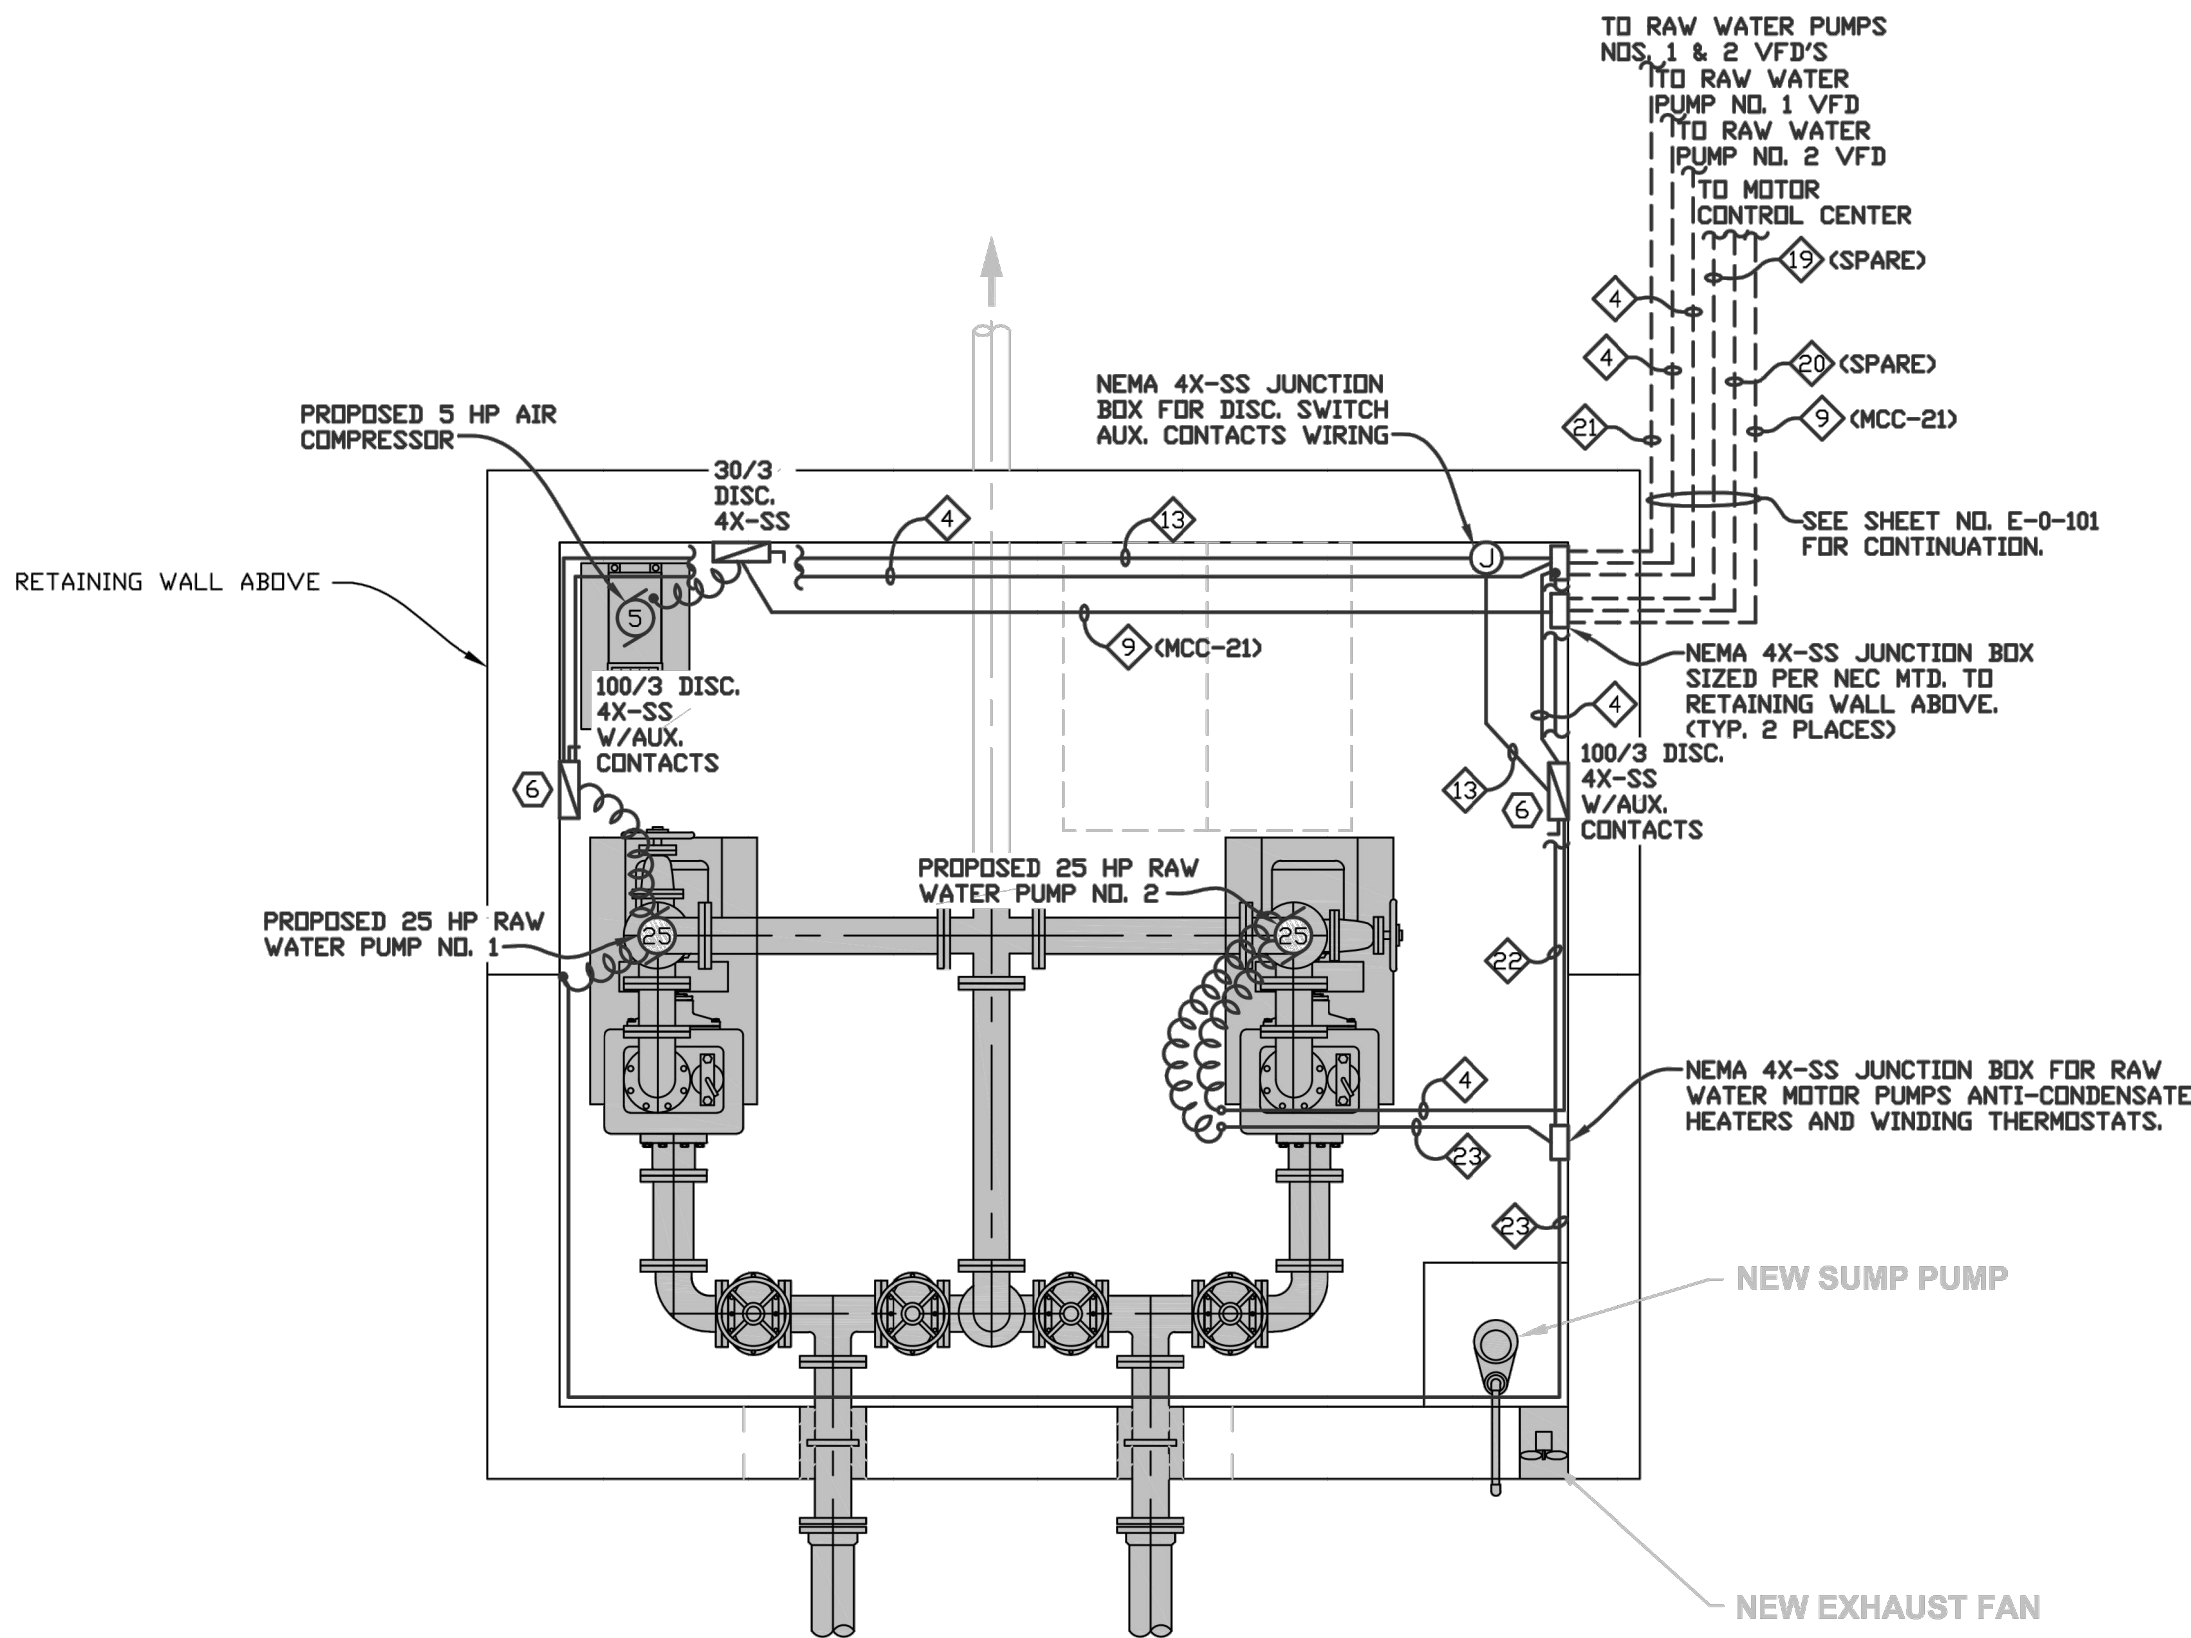 TO RAW WATER PUMPS
NOS. 1 & 2 VFD'S
TO RAW WATER
PUMP NO. 1 VFD
TO RAW WATER
PUMP NO. 2 VFD
TO MOTOR
CONTROL CENTER
19 (SPARE)
4
4
20 (SPARE)
21
9 (MCC-21)
SEE SHEET NO. E-0-101
FOR CONTINUATION.
NEMA 4X-SS JUNCTION
BOX FOR DISC. SWITCH
AUX. CONTACTS WIRING
PROPOSED 5 HP AIR
COMPRESSOR
30/3
DISC.
4X-SS
4
13
J
RETAINING WALL ABOVE
5
9 (MCC-21)
NEMA 4X-SS JUNCTION BOX
SIZED PER NEC MTD. TO
RETAINING WALL ABOVE.
(TYP. 2 PLACES)
4
100/3 DISC.
4X-SS
W/AUX.
CONTACTS
6
100/3 DISC.
4X-SS
W/AUX.
CONTACTS
13
6
PROPOSED 25 HP RAW
WATER PUMP NO. 2
PROPOSED 25 HP RAW
WATER PUMP NO. 1
25
25
22
4
NEMA 4X-SS JUNCTION BOX FOR RAW
WATER MOTOR PUMPS ANTI-CONDENSATE
HEATERS AND WINDING THERMOSTATS.
23
23
NEW SUMP PUMP
NEW EXHAUST FAN